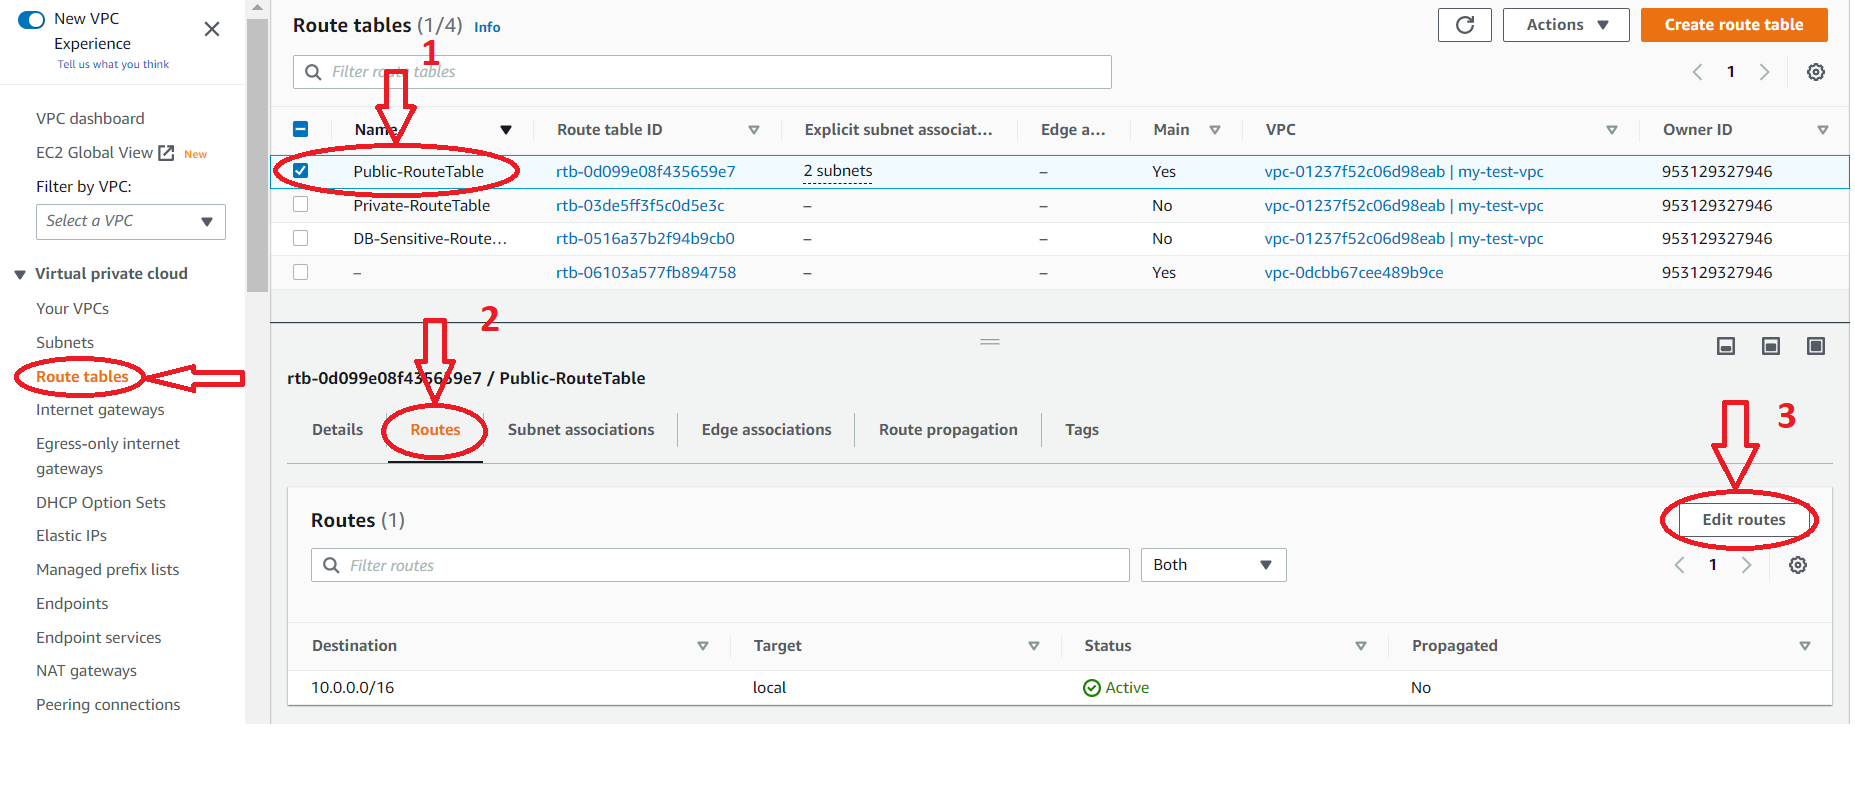 New VPC
Experience
Tell us what you think
VPC dashboard
EC2 Global View New
Filter by VPC:
Select a VPC
Virtual private cloud
Your VPCs
Subnets
Route tables
Internet gateways
Egress-only internet
gateways
DHCP Option Sets
Elastic IPs
Managed prefix lists
Endpoints
Endpoint services
NAT gateways
Peering connections
Route tables (1/4) Info
Actions
Create route table
1
Filter route tables
1
Name Route table ID Explicit subnet associat... Edge a... Main VPC Owner ID
Public-RouteTable rtb-0d099e08f435659e7 2 subnets – Yes vpc-01237f52c06d98eab | my-test-vpc 953129327946
Private-RouteTable rtb-03de5ff3f5c0d5e3c – – No vpc-01237f52c06d98eab | my-test-vpc 953129327946
DB-Sensitive-Route... rtb-0516a37b2f94b9cb0 – – No vpc-01237f52c06d98eab | my-test-vpc 953129327946
– rtb-06103a577fb894758 – – Yes vpc-0dcbb67cee489b9ce 953129327946
2
rtb-0d099e08f435659e7 / Public-RouteTable
Details Routes Subnet associations Edge associations Route propagation Tags
3
Routes (1)
Edit routes
Filter routes
Both
1
Destination Target Status Propagated
10.0.0.0/16 local Active No